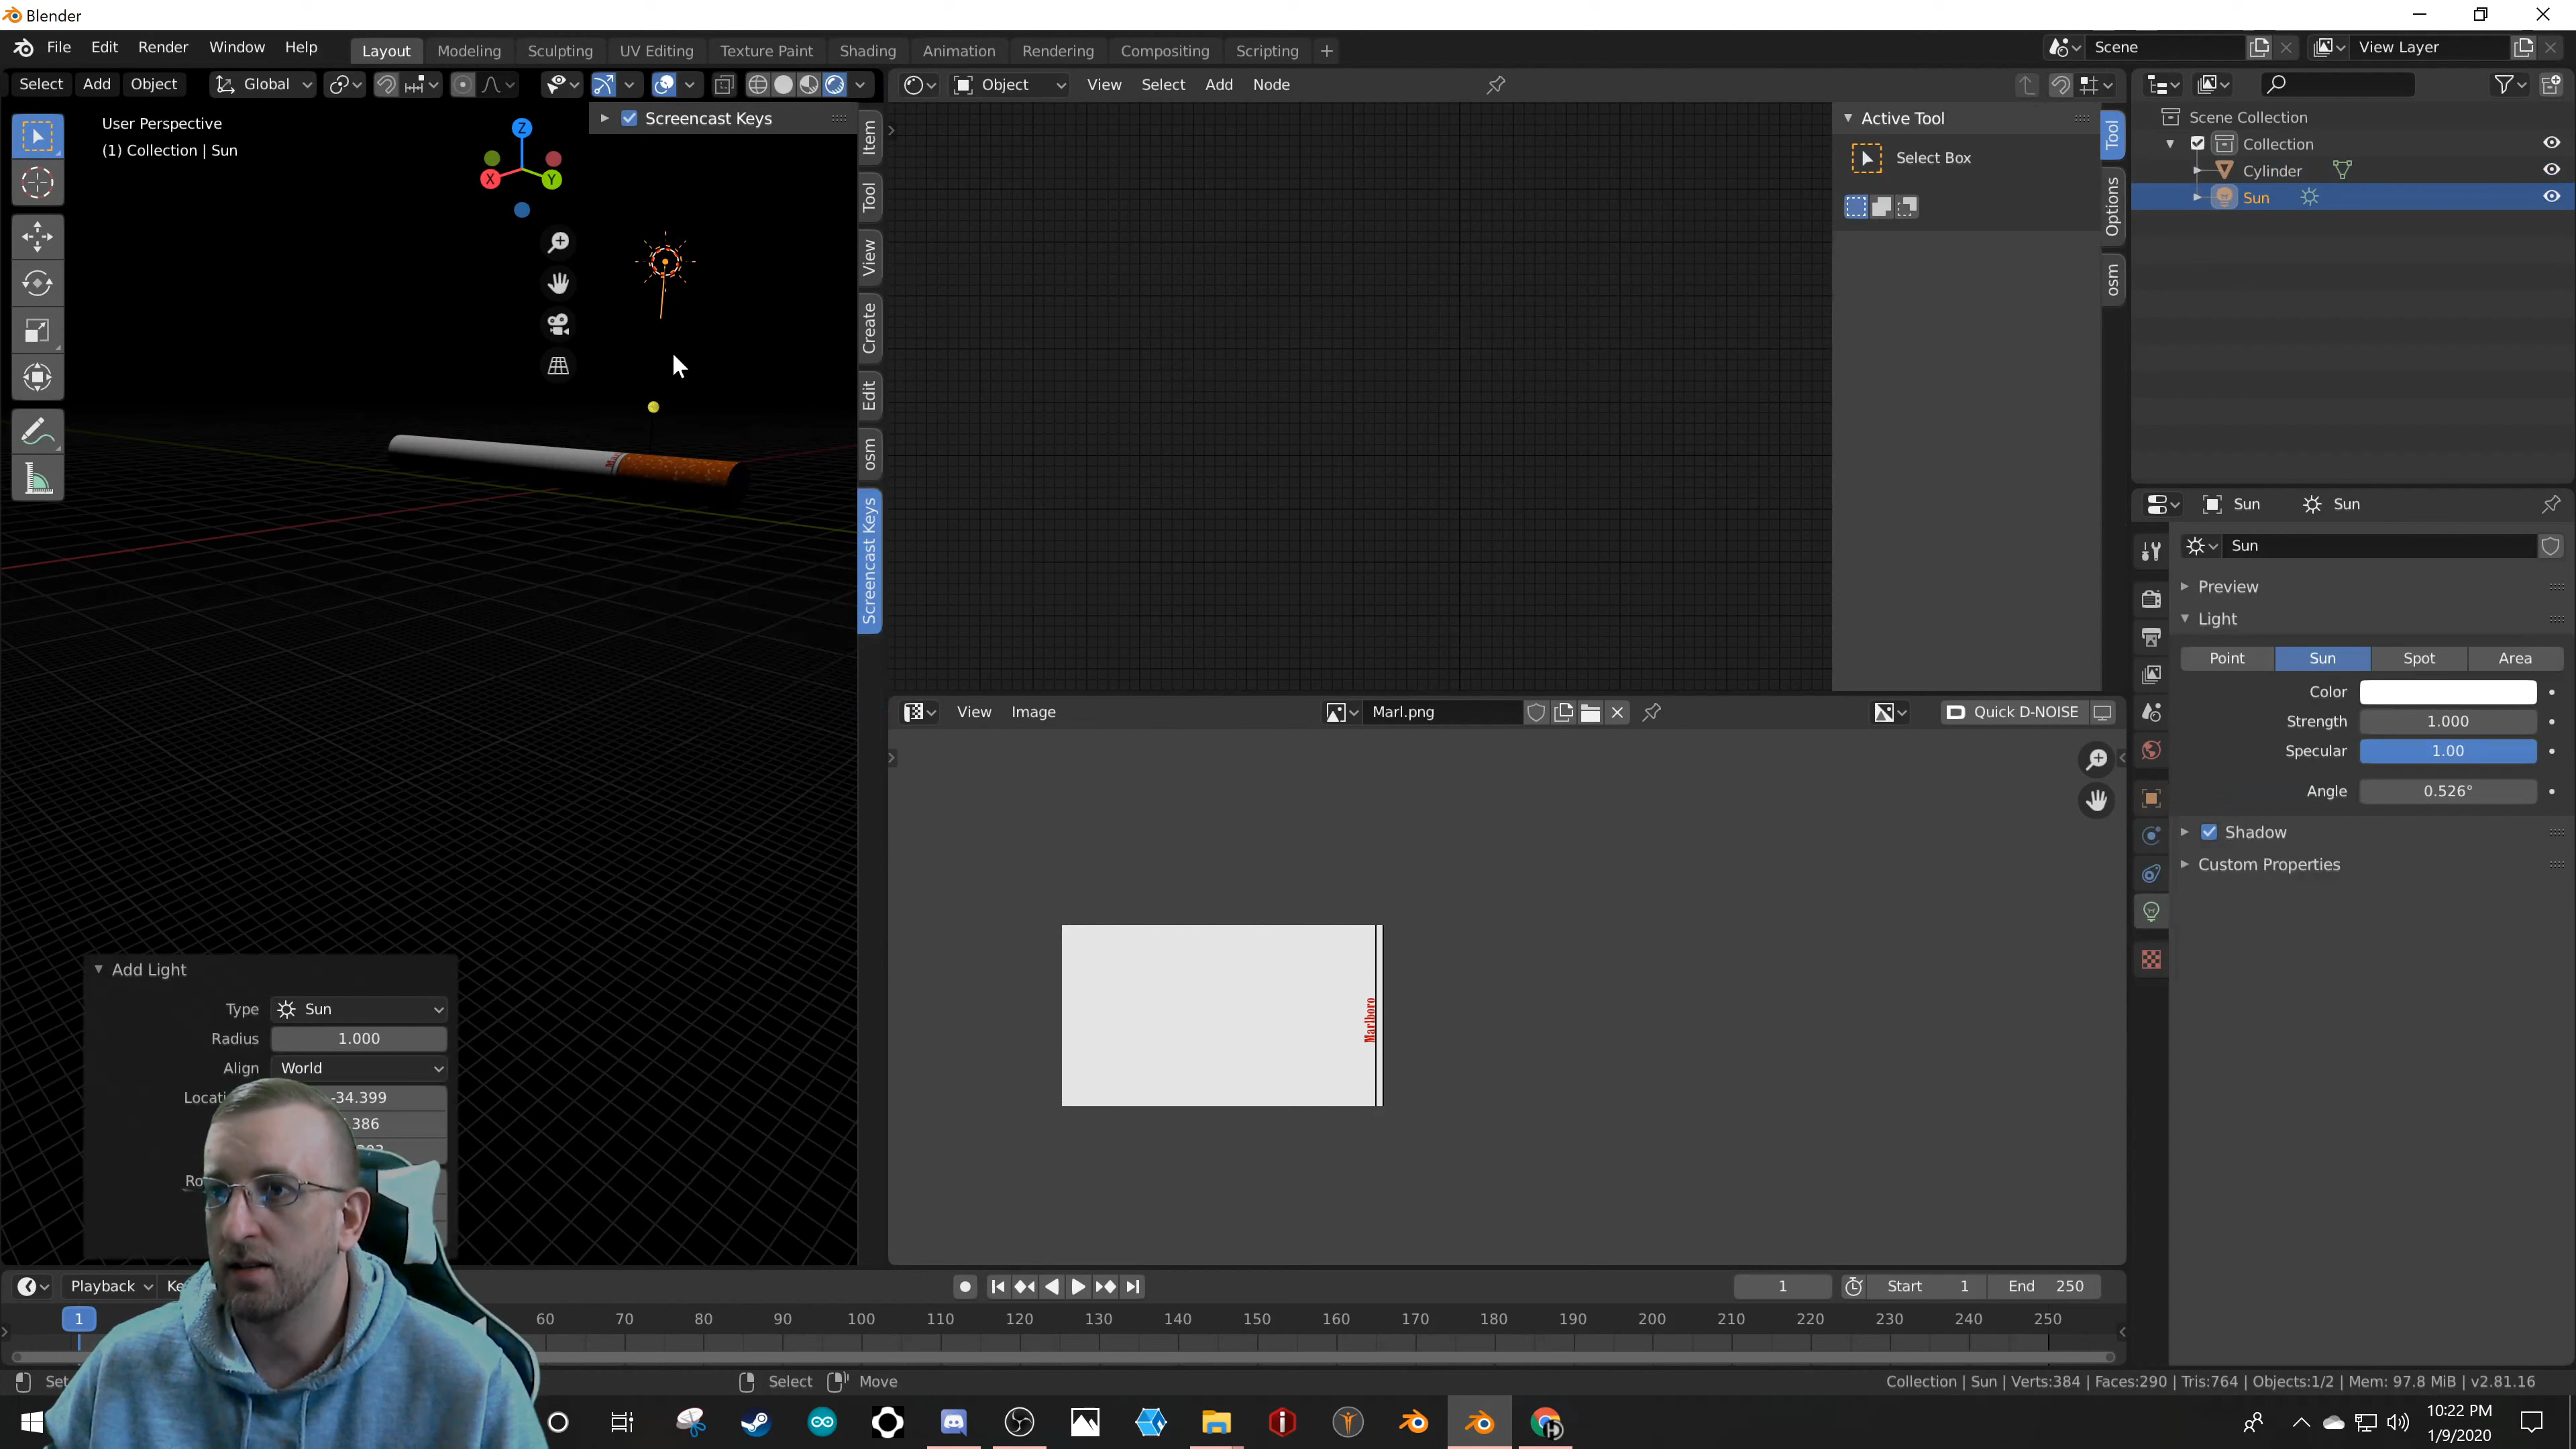 Blender
File Edit Render Window Help Layout Modeling Sculpting UV Editing Texture Paint Shading Animation Rendering Compositing Scripting + Scene View Layer
Select Add Object Global Object View Select Add Node
User Perspective
(1) Collection | Sun
Z
X
Y
Screencast Keys
Item
Tool
View
Create
Edit
osm
Screencast Keys
Active Tool
Select Box
Tool
Options
osm
Scene Collection
Collection
Cylinder
Sun
Sun Sun
Sun
Preview
Light
Point Sun Spot Area
Color
Strength 1.000
Specular 1.00
Angle 0.526°
Shadow
Custom Properties
View Image Marl.png Quick D-NOISE
Marlboro
Add Light
Type Sun
Radius 1.000
Align World
-34.399
Playback 1 Start 1 End 250
1 60 70 80 90 100 110 120 130 140 150 160 170 180 190 200 210 220 230 240 250
Select Move Collection | Sun | Verts:384 | Faces:290 | Tris:764 | Objects:1/2 | Mem: 97.8 MiB | v2.81.16
10:22 PM
1/9/2020